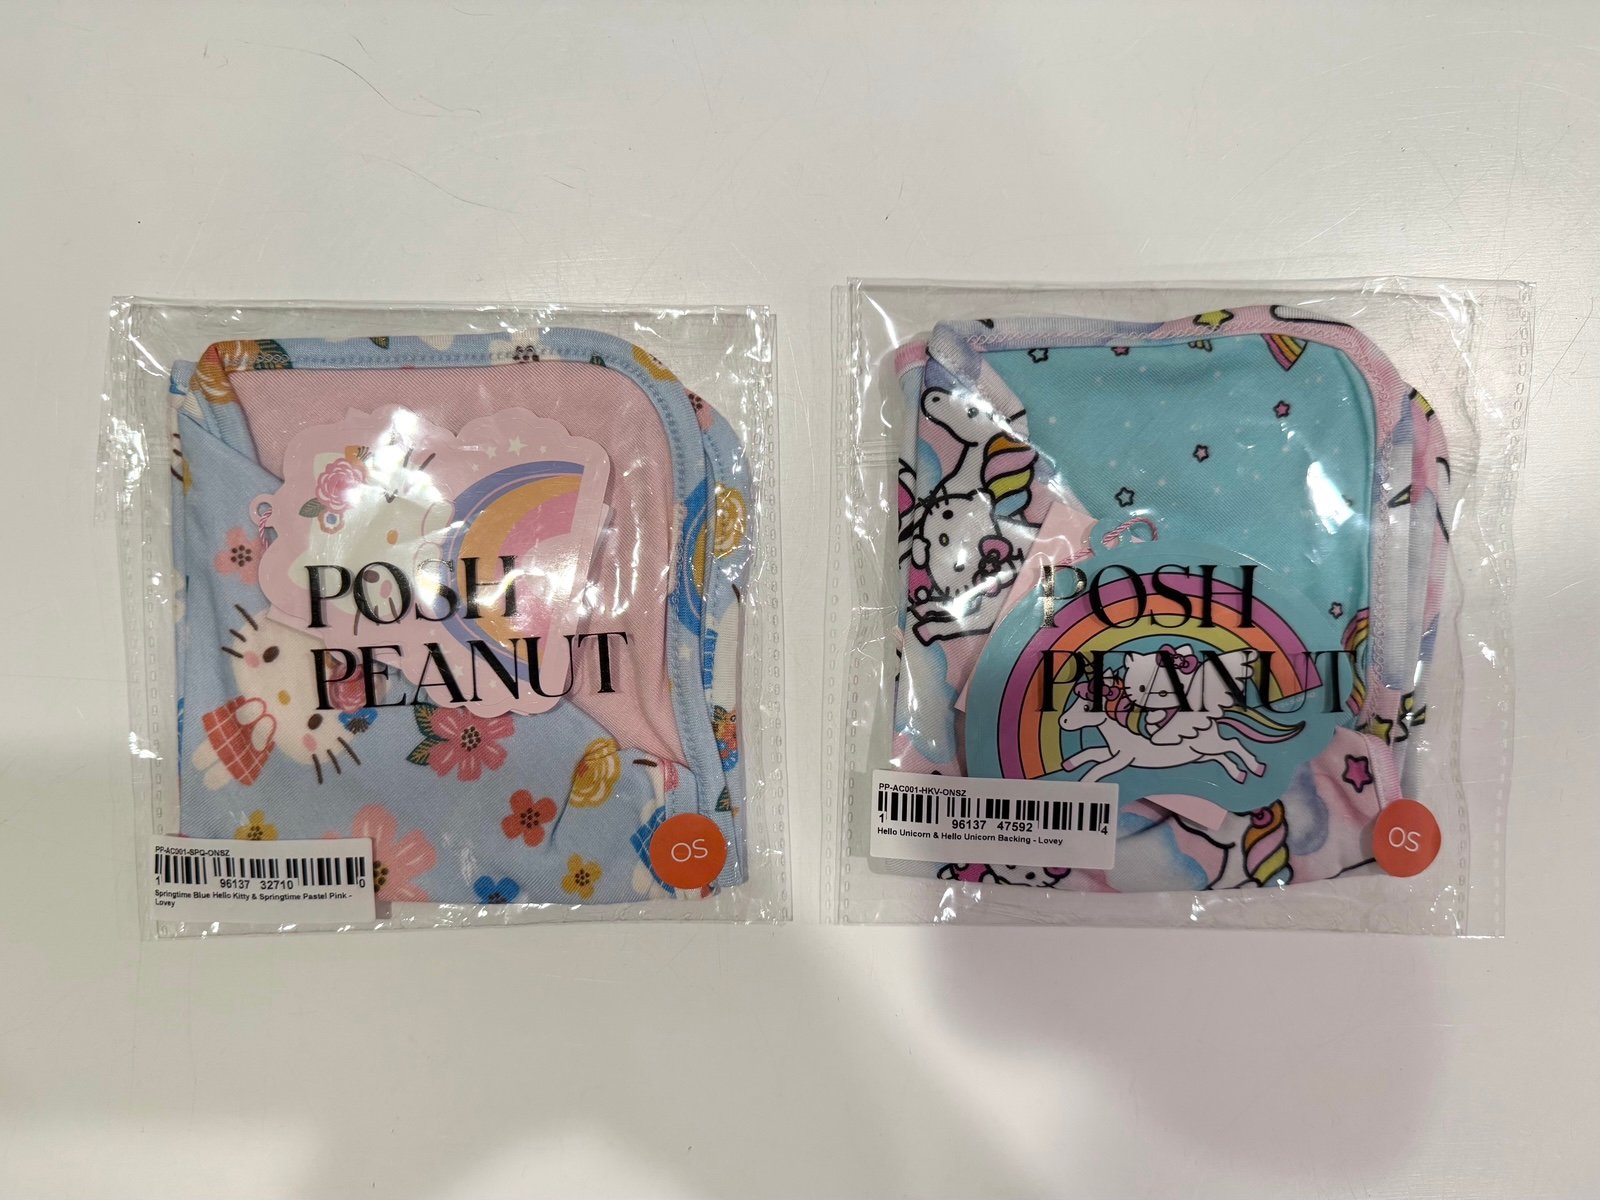 POSH
PEANUT
PP-AC001-SPG-ONSZ
1 96137 32710 0
Springtime Blue Hello Kitty & Springtime Pastel Pink -
Lovey
OS
POSH
PEANUT
PP-AC001-HKV-ONSZ
1 96137 47592 4
Hello Unicorn & Hello Unicorn Backing - Lovey
OS